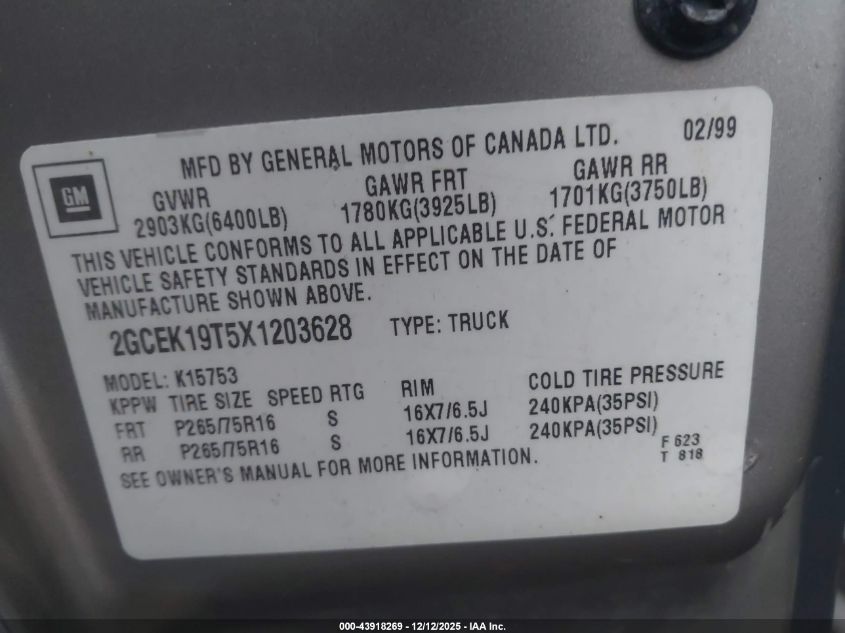 MFD BY GENERAL MOTORS OF CANADA LTD. 02/99
GM
GVWR GAWR FRT GAWR RR
2903KG(6400LB) 1780KG(3925LB) 1701KG(3750LB)
THIS VEHICLE CONFORMS TO ALL APPLICABLE U.S. FEDERAL MOTOR
VEHICLE SAFETY STANDARDS IN EFFECT ON THE DATE OF
MANUFACTURE SHOWN ABOVE.
2GCEK19T5X1203628 TYPE: TRUCK
MODEL: K15753
KPPW TIRE SIZE SPEED RTG RIM COLD TIRE PRESSURE
FRT P265/75R16 S 16X7/6.5J 240KPA(35PSI)
RR P265/75R16 S 16X7/6.5J 240KPA(35PSI)
SEE OWNER'S MANUAL FOR MORE INFORMATION.
F 623
T 818
000-43918269 - 12/12/2025 - IAA Inc.